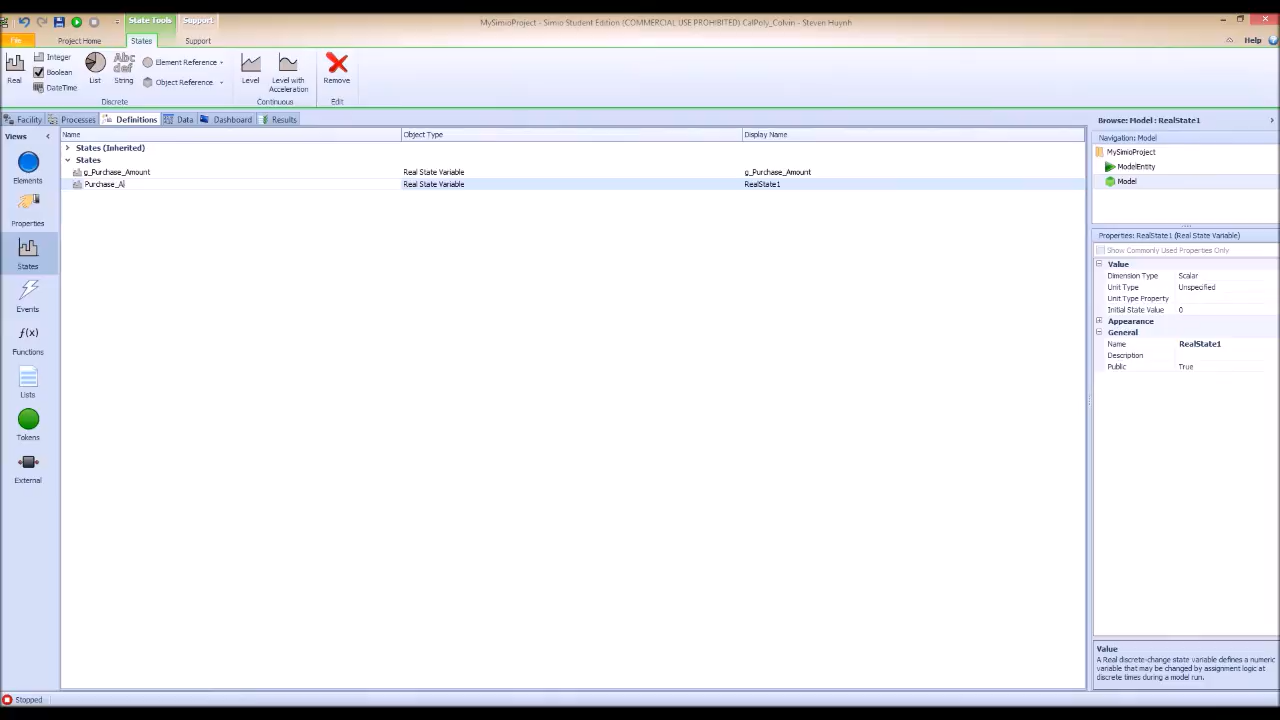 State Tools
Support
MySimioProject - Simio Student Edition (COMMERCIAL USE PROHIBITED) CalPoly_Colvin - Steven Huynh
File
Project Home
States
Support
Help
Real
Integer
Boolean
DateTime
List
Abc
def
String
Element Reference
Object Reference
Discrete
Level
Level with
Acceleration
Continuous
Remove
Edit
Facility
Processes
Definitions
Data
Dashboard
Results
Views
Elements
Properties
States
Events
f(x)
Functions
Lists
Tokens
External
Name
Object Type
Display Name
States (Inherited)
States
g_Purchase_Amount
Real State Variable
g_Purchase_Amount
Purchase_A
Real State Variable
RealState1
Browse: Model : RealState1
Navigation: Model
MySimioProject
ModelEntity
Model
Properties: RealState1 (Real State Variable)
Show Commonly Used Properties Only
Value
Dimension Type Scalar
Unit Type Unspecified
Unit Type Property
Initial State Value 0
Appearance
General
Name RealState1
Description
Public True
Value
A Real discrete-change state variable defines a numeric
variable that may be changed by assignment logic at
discrete times during a model run.
Stopped